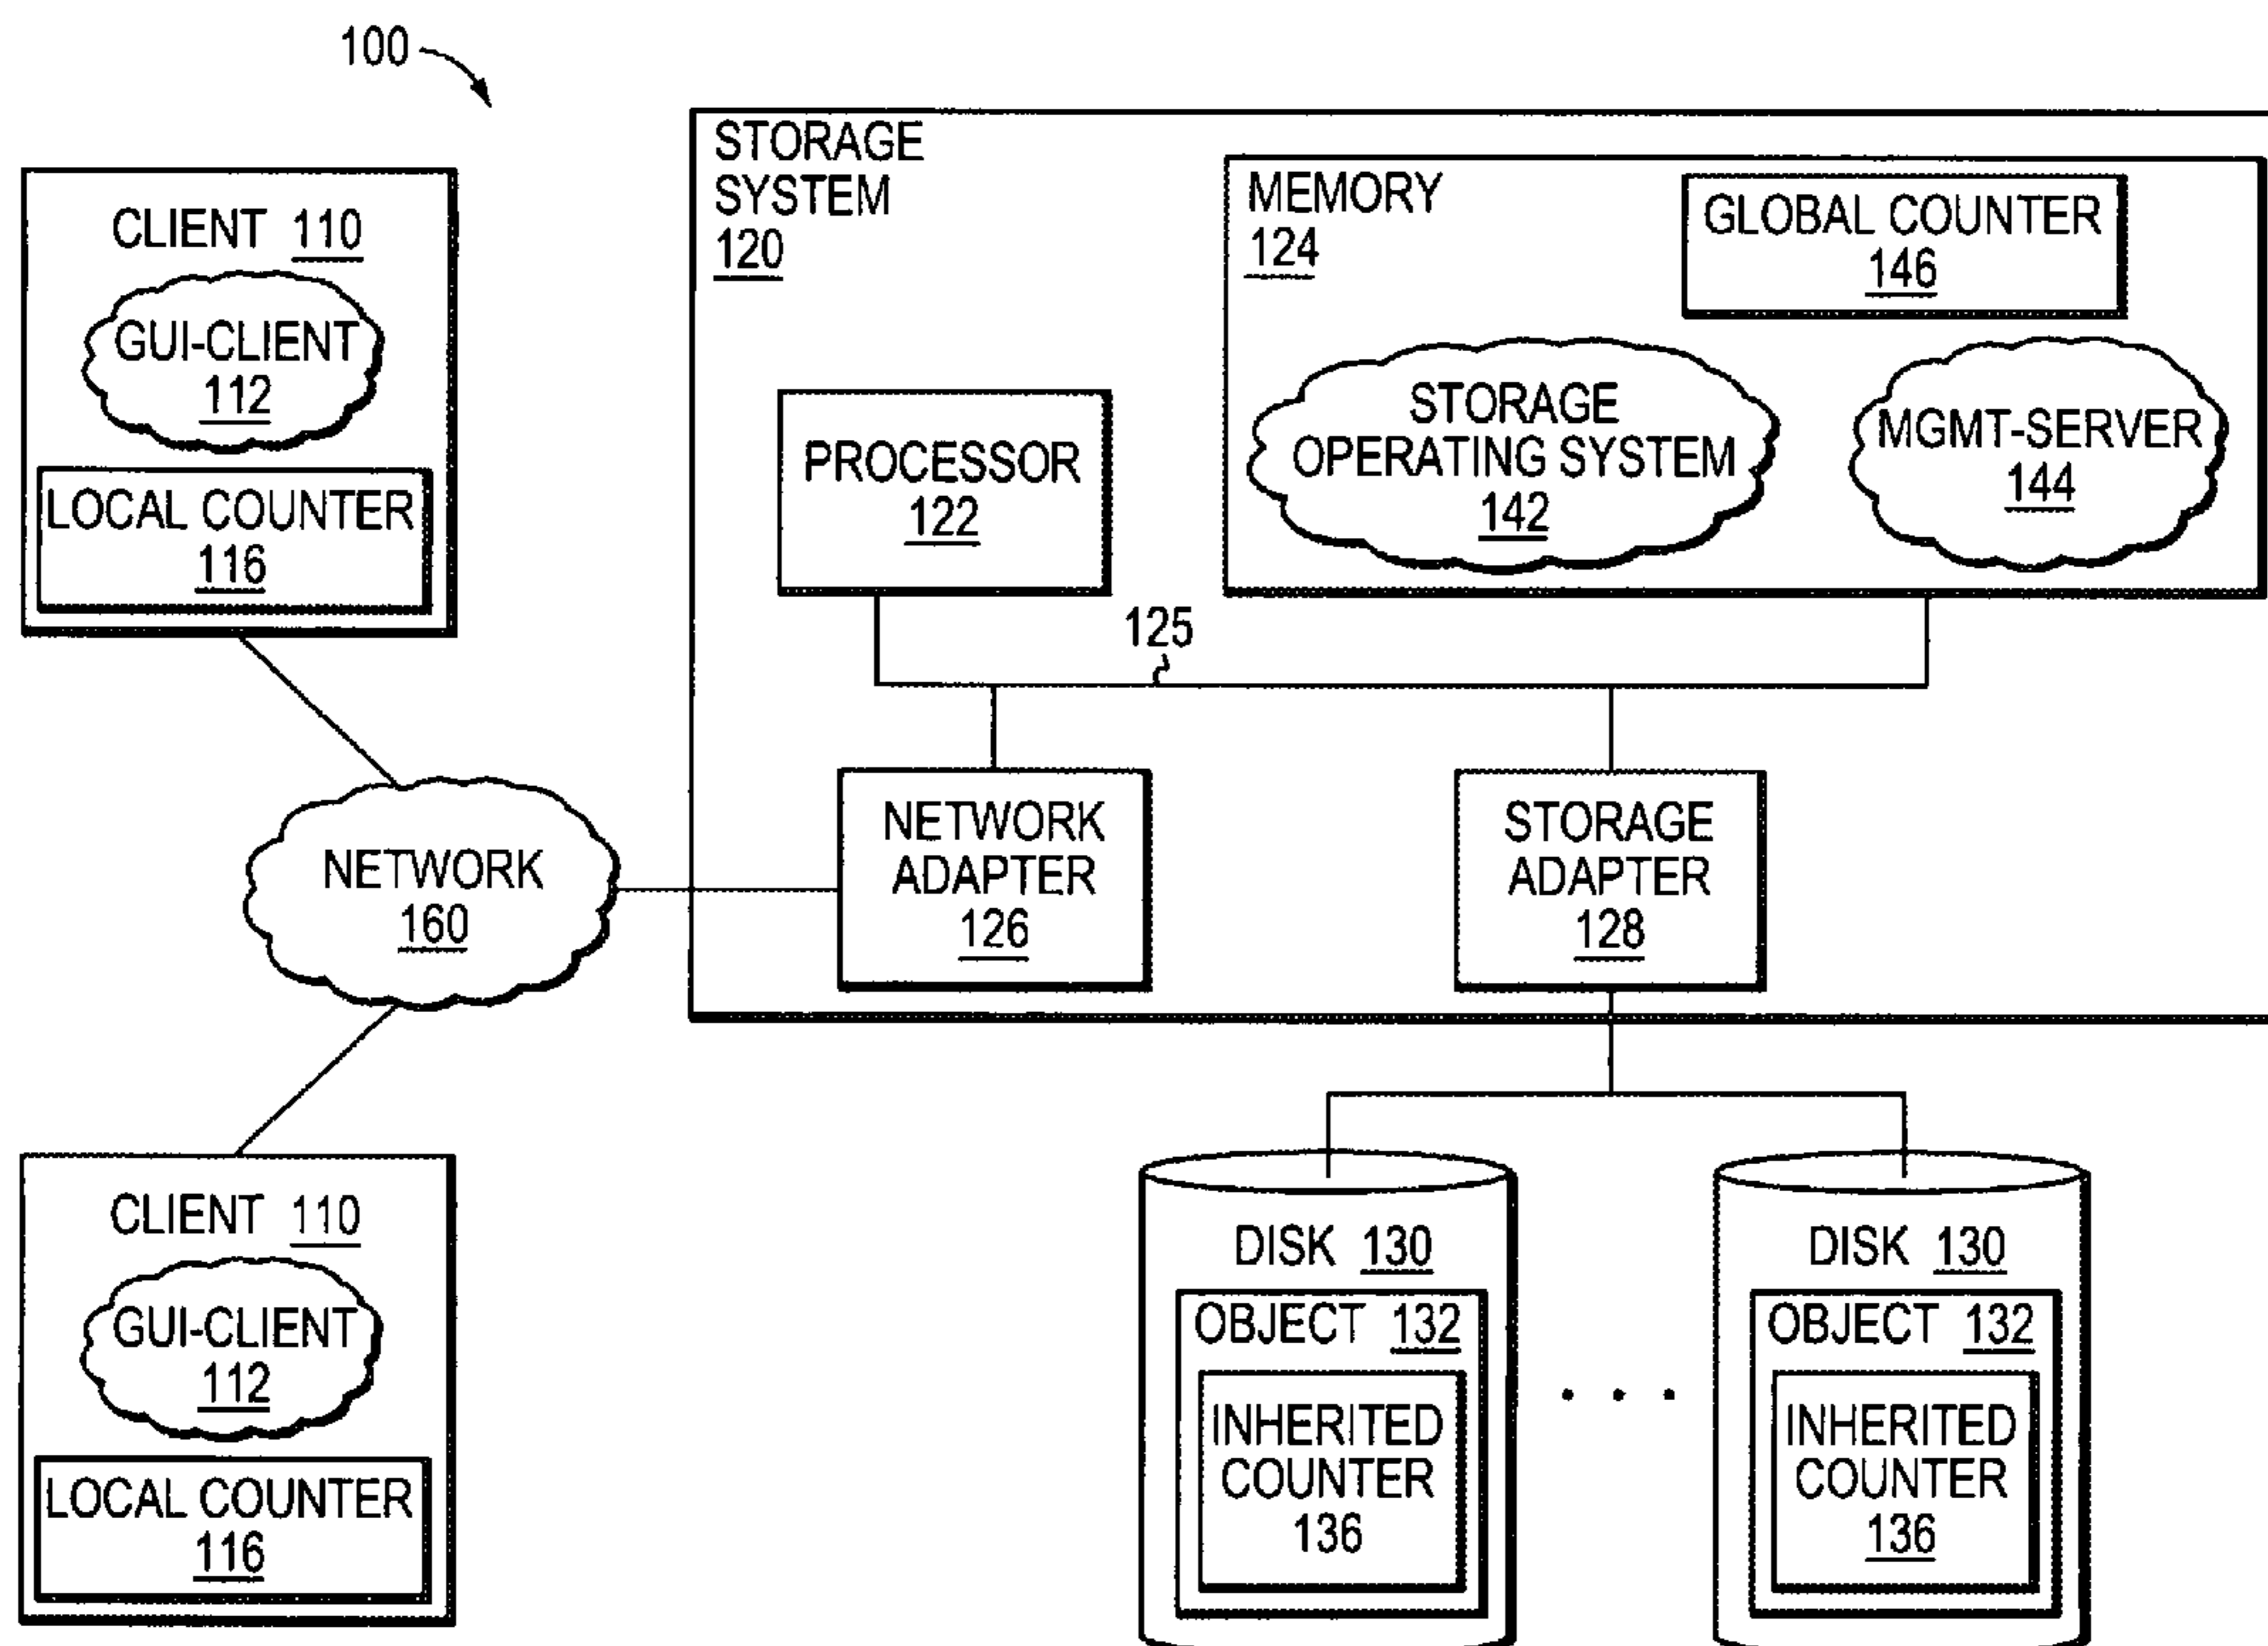 100
CLIENT 110
GUI-CLIENT
112
LOCAL COUNTER
116
STORAGE
SYSTEM
120
MEMORY
124
GLOBAL COUNTER
146
STORAGE
OPERATING SYSTEM
142
MGMT-SERVER
144
PROCESSOR
122
125
NETWORK
ADAPTER
126
STORAGE
ADAPTER
128
NETWORK
160
CLIENT 110
GUI-CLIENT
112
LOCAL COUNTER
116
DISK 130
OBJECT 132
INHERITED
COUNTER
136
. . .
DISK 130
OBJECT 132
INHERITED
COUNTER
136